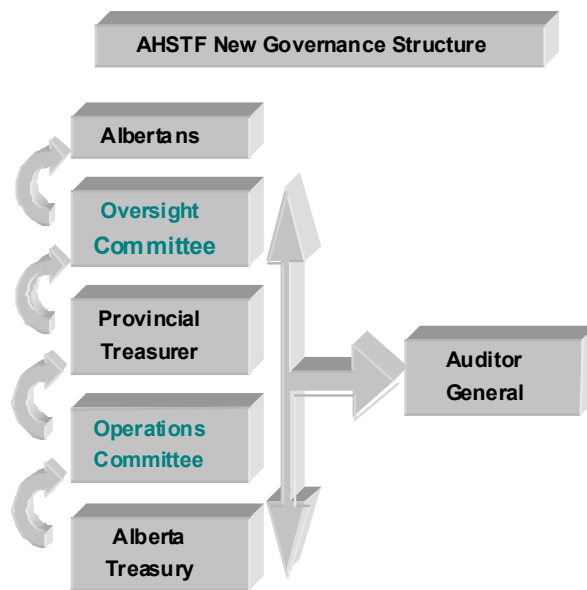 AHSTF New Governance Structure
Albertans
Oversight
Committee
Provincial
Treasurer
Auditor
General
Operations
Committee
Alberta
Treasury